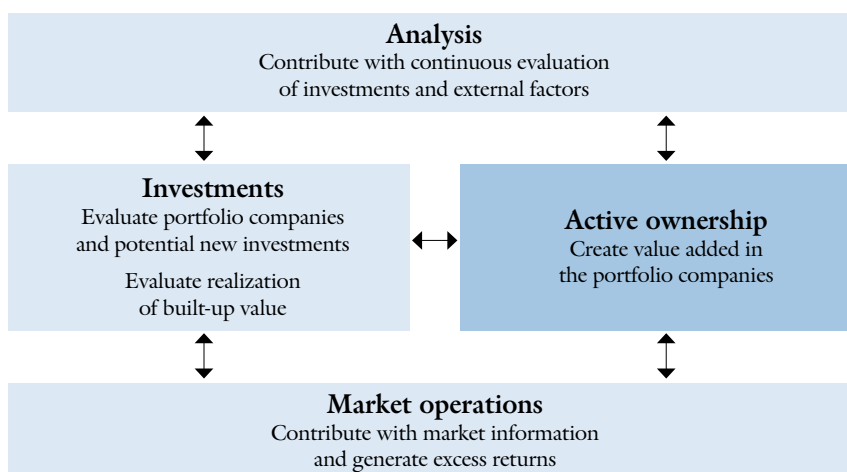 Analysis
Contribute with continuous evaluation
of investments and external factors
Investments
Evaluate portfolio companies
and potential new investments
Evaluate realization
of built-up value
Active ownership
Create value added in
the portfolio companies
Market operations
Contribute with market information
and generate excess returns